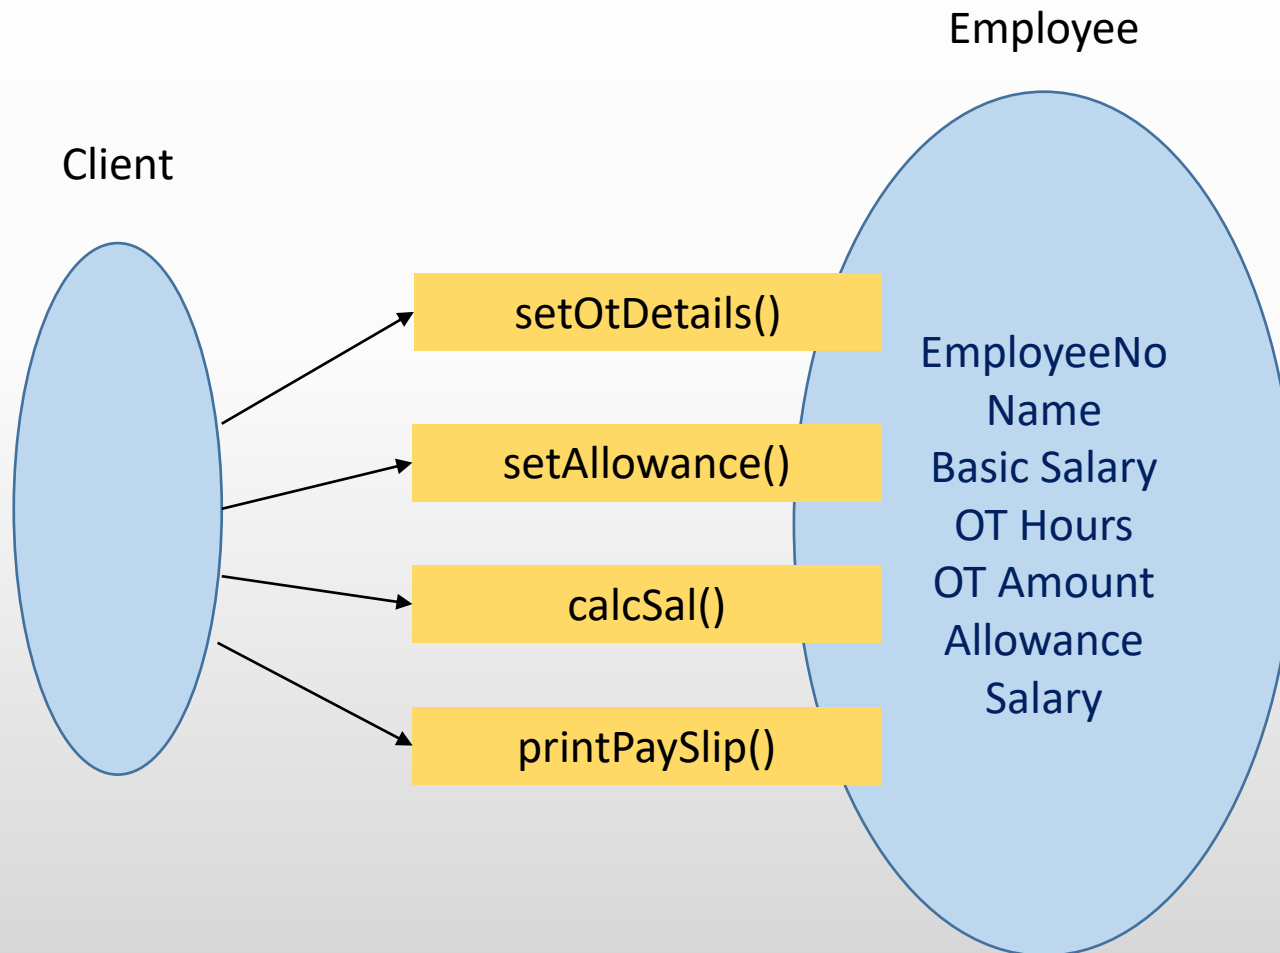 Employee
Client
setOtDetails()
setAllowance()
calcSal()
printPaySlip()
EmployeeNo
Name
Basic Salary
OT Hours
OT Amount
Allowance
Salary